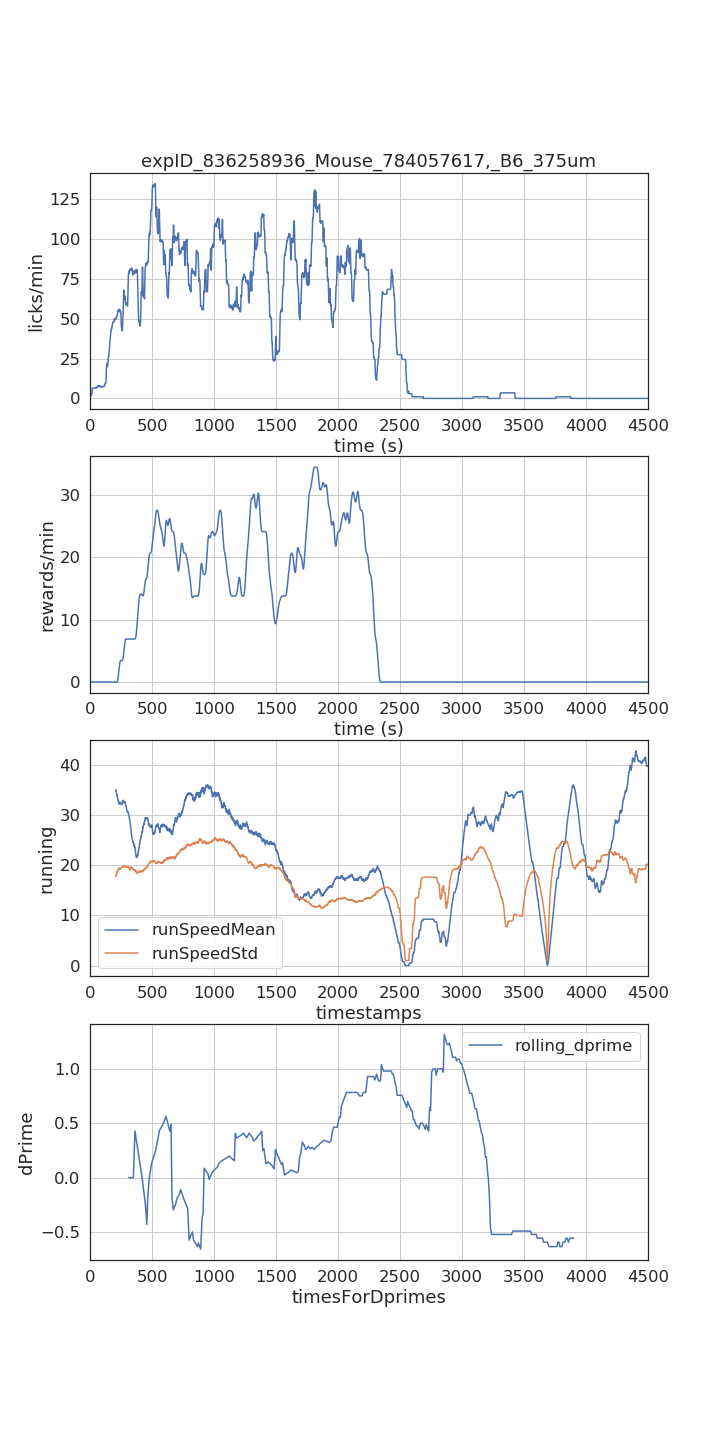 expID_836258936_Mouse_784057617,_B6_375um
125
100
75
50
25
0
licks/min
0 500 1000 1500 2000 2500 3000 3500 4000 4500
time (s)
30
20
10
0
rewards/min
0 500 1000 1500 2000 2500 3000 3500 4000 4500
time (s)
40
30
20
10
0
running
runSpeedMean
runSpeedStd
0 500 1000 1500 2000 2500 3000 3500 4000 4500
timestamps
rolling_dprime
1.0
0.5
0.0
−0.5
dPrime
0 500 1000 1500 2000 2500 3000 3500 4000 4500
timesForDprimes